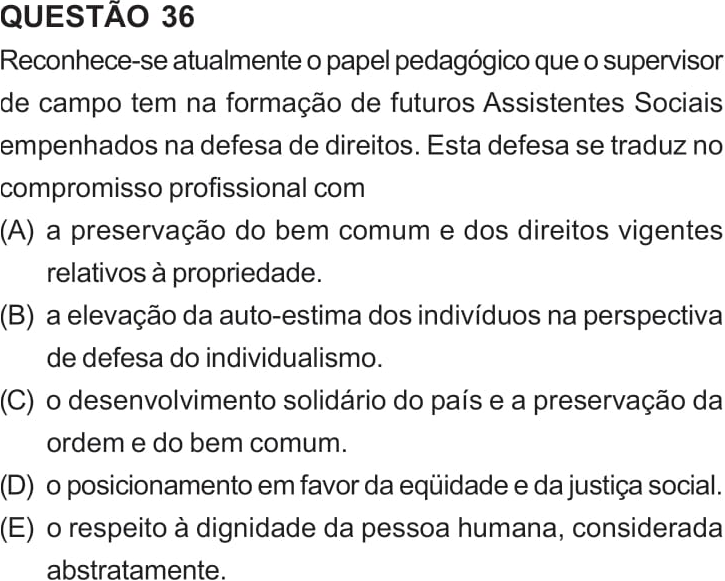 QUESTÃO 36
Reconhece-se atualmente o papel pedagógico que o supervisor
de campo tem na formação de futuros Assistentes Sociais
empenhados na defesa de direitos. Esta defesa se traduz no
compromisso profissional com
(A) a preservação do bem comum e dos direitos vigentes
relativos à propriedade.
(B) a elevação da auto-estima dos indivíduos na perspectiva
de defesa do individualismo.
(C) o desenvolvimento solidário do país e a preservação da
ordem e do bem comum.
(D) o posicionamento em favor da eqüidade e da justiça social.
(E) o respeito à dignidade da pessoa humana, considerada
abstratamente.